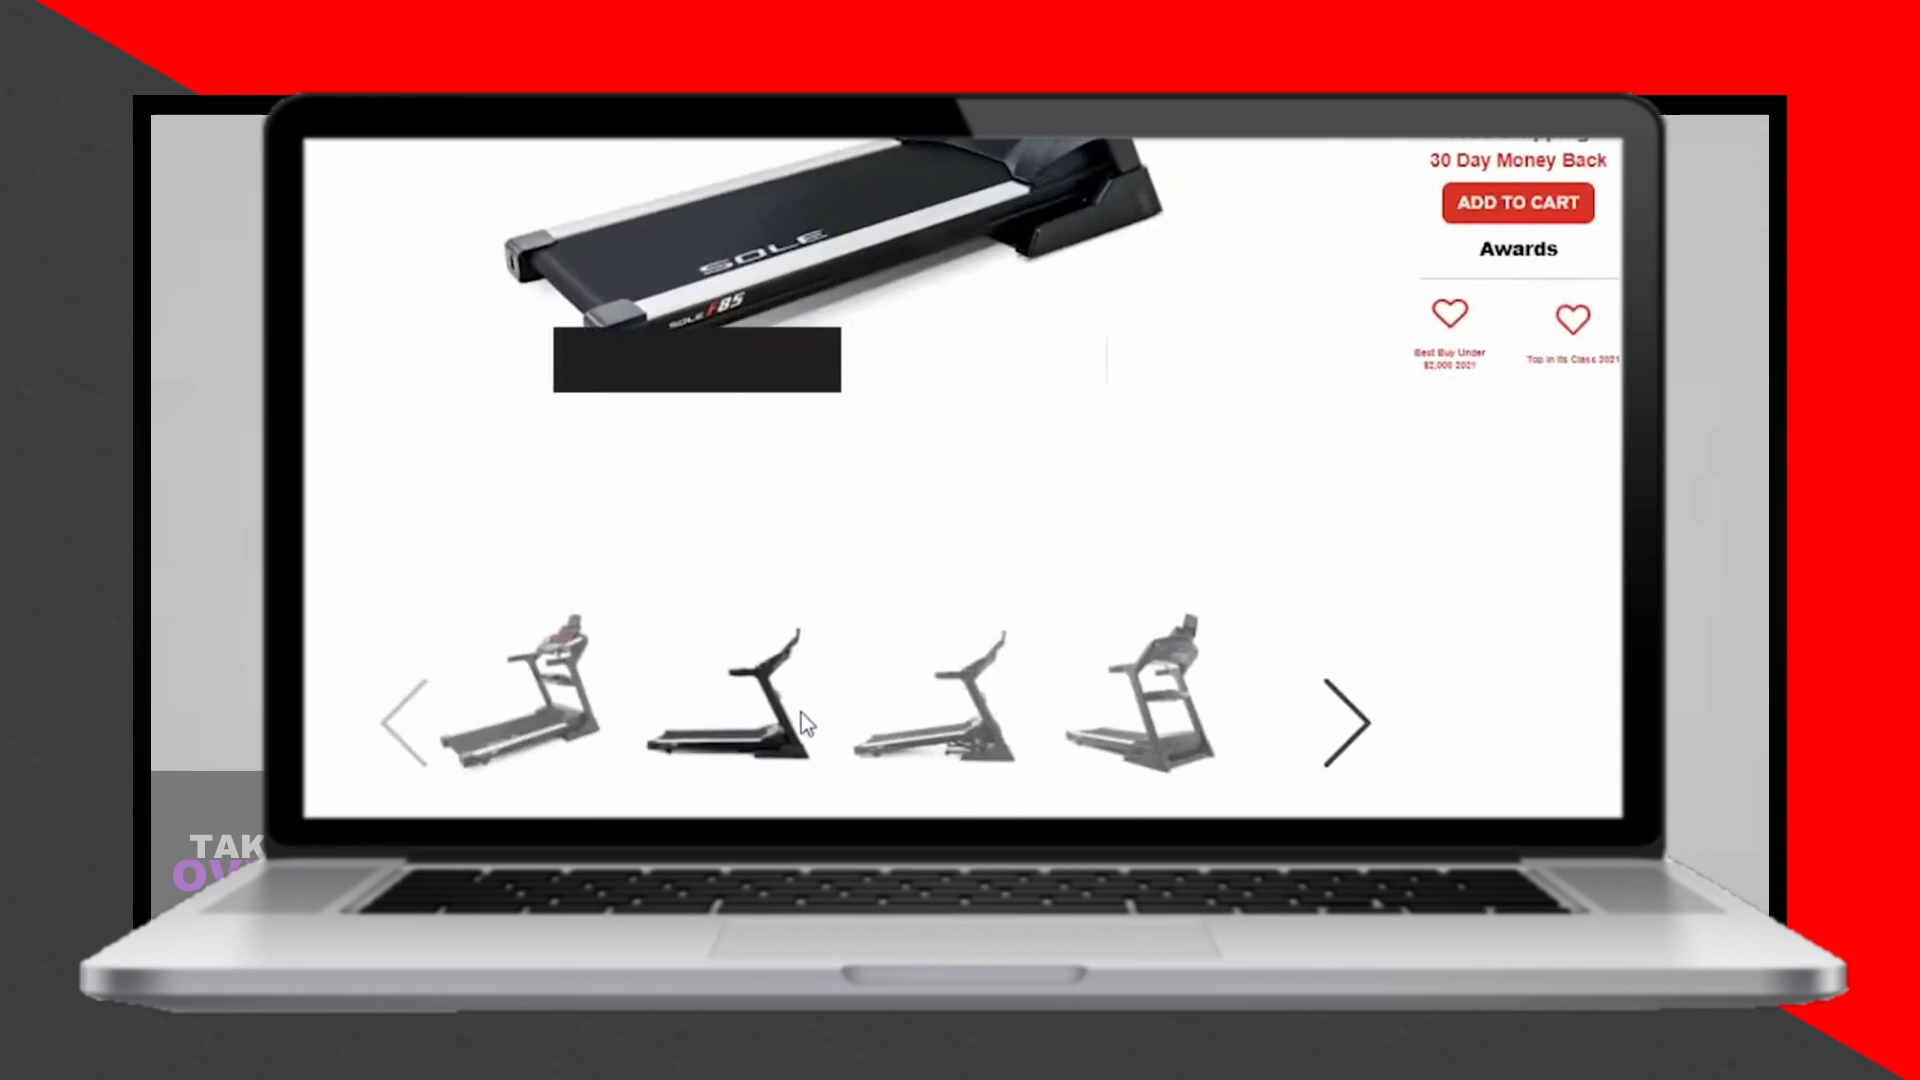 30 Day Money Back
ADD TO CART
Awards
Best Buy Under
$2,000 2021
Top in Its Class 2021
SOLE
SOLE F85
TAK
OV